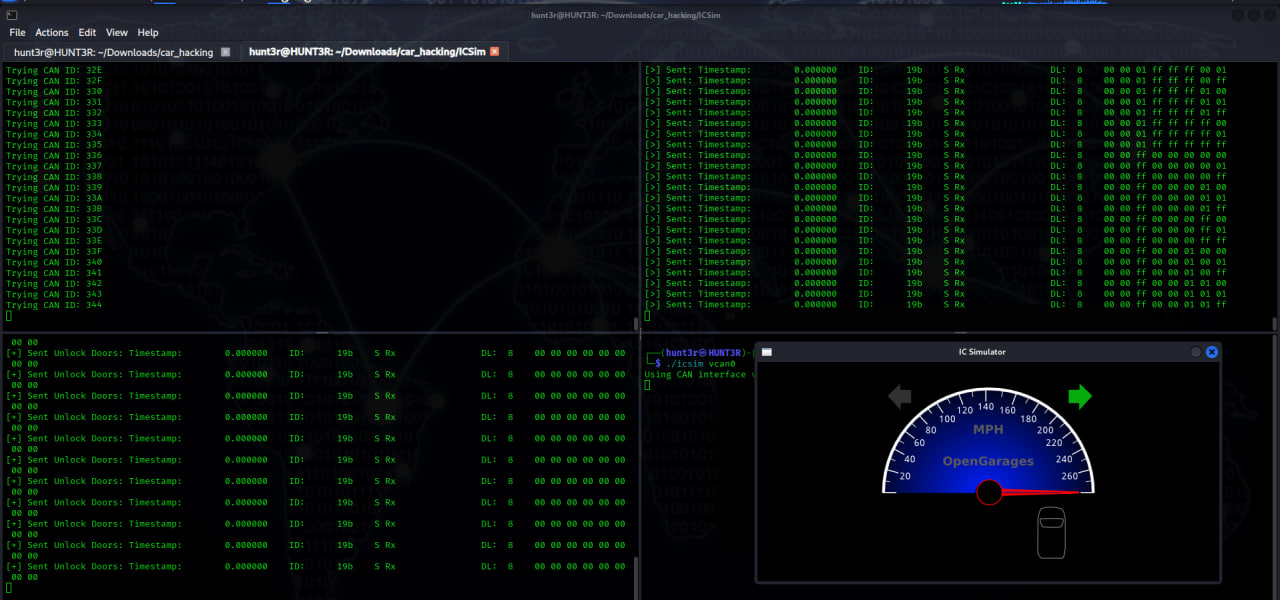 hunt3r@HUNT3R: ~/Downloads/car_hacking/ICSim
File Actions Edit View Help
hunt3r@HUNT3R: ~/Downloads/car_hacking hunt3r@HUNT3R: ~/Downloads/car_hacking/ICSim
Trying CAN ID: 32E
Trying CAN ID: 32F
Trying CAN ID: 330
Trying CAN ID: 331
Trying CAN ID: 332
Trying CAN ID: 333
Trying CAN ID: 334
Trying CAN ID: 335
Trying CAN ID: 336
Trying CAN ID: 337
Trying CAN ID: 338
Trying CAN ID: 339
Trying CAN ID: 33A
Trying CAN ID: 33B
Trying CAN ID: 33C
Trying CAN ID: 33D
Trying CAN ID: 33E
Trying CAN ID: 33F
Trying CAN ID: 340
Trying CAN ID: 341
Trying CAN ID: 342
Trying CAN ID: 343
Trying CAN ID: 344
[>] Sent: Timestamp: 0.000000 ID: 19b S Rx DL: 8 00 00 01 ff ff ff 00 01
[>] Sent: Timestamp: 0.000000 ID: 19b S Rx DL: 8 00 00 01 ff ff ff 00 ff
[>] Sent: Timestamp: 0.000000 ID: 19b S Rx DL: 8 00 00 01 ff ff ff 01 00
[>] Sent: Timestamp: 0.000000 ID: 19b S Rx DL: 8 00 00 01 ff ff ff 01 01
[>] Sent: Timestamp: 0.000000 ID: 19b S Rx DL: 8 00 00 01 ff ff ff 01 ff
[>] Sent: Timestamp: 0.000000 ID: 19b S Rx DL: 8 00 00 01 ff ff ff ff 00
[>] Sent: Timestamp: 0.000000 ID: 19b S Rx DL: 8 00 00 01 ff ff ff ff 01
[>] Sent: Timestamp: 0.000000 ID: 19b S Rx DL: 8 00 00 01 ff ff ff ff ff
[>] Sent: Timestamp: 0.000000 ID: 19b S Rx DL: 8 00 00 ff 00 00 00 00 00
[>] Sent: Timestamp: 0.000000 ID: 19b S Rx DL: 8 00 00 ff 00 00 00 00 01
[>] Sent: Timestamp: 0.000000 ID: 19b S Rx DL: 8 00 00 ff 00 00 00 00 ff
[>] Sent: Timestamp: 0.000000 ID: 19b S Rx DL: 8 00 00 ff 00 00 00 01 00
[>] Sent: Timestamp: 0.000000 ID: 19b S Rx DL: 8 00 00 ff 00 00 00 01 01
[>] Sent: Timestamp: 0.000000 ID: 19b S Rx DL: 8 00 00 ff 00 00 00 01 ff
[>] Sent: Timestamp: 0.000000 ID: 19b S Rx DL: 8 00 00 ff 00 00 00 ff 00
[>] Sent: Timestamp: 0.000000 ID: 19b S Rx DL: 8 00 00 ff 00 00 00 ff 01
[>] Sent: Timestamp: 0.000000 ID: 19b S Rx DL: 8 00 00 ff 00 00 00 ff ff
[>] Sent: Timestamp: 0.000000 ID: 19b S Rx DL: 8 00 00 ff 00 00 01 00 00
[>] Sent: Timestamp: 0.000000 ID: 19b S Rx DL: 8 00 00 ff 00 00 01 00 01
[>] Sent: Timestamp: 0.000000 ID: 19b S Rx DL: 8 00 00 ff 00 00 01 00 ff
[>] Sent: Timestamp: 0.000000 ID: 19b S Rx DL: 8 00 00 ff 00 00 01 01 00
[>] Sent: Timestamp: 0.000000 ID: 19b S Rx DL: 8 00 00 ff 00 00 01 01 01
[>] Sent: Timestamp: 0.000000 ID: 19b S Rx DL: 8 00 00 ff 00 00 01 01 ff
00 00
[+] Sent Unlock Doors: Timestamp: 0.000000 ID: 19b S Rx DL: 8 00 00 00 00 00 00
00 00
[+] Sent Unlock Doors: Timestamp: 0.000000 ID: 19b S Rx DL: 8 00 00 00 00 00 00
00 00
[+] Sent Unlock Doors: Timestamp: 0.000000 ID: 19b S Rx DL: 8 00 00 00 00 00 00
00 00
[+] Sent Unlock Doors: Timestamp: 0.000000 ID: 19b S Rx DL: 8 00 00 00 00 00 00
00 00
[+] Sent Unlock Doors: Timestamp: 0.000000 ID: 19b S Rx DL: 8 00 00 00 00 00 00
00 00
[+] Sent Unlock Doors: Timestamp: 0.000000 ID: 19b S Rx DL: 8 00 00 00 00 00 00
00 00
[+] Sent Unlock Doors: Timestamp: 0.000000 ID: 19b S Rx DL: 8 00 00 00 00 00 00
00 00
[+] Sent Unlock Doors: Timestamp: 0.000000 ID: 19b S Rx DL: 8 00 00 00 00 00 00
00 00
[+] Sent Unlock Doors: Timestamp: 0.000000 ID: 19b S Rx DL: 8 00 00 00 00 00 00
00 00
[+] Sent Unlock Doors: Timestamp: 0.000000 ID: 19b S Rx DL: 8 00 00 00 00 00 00
00 00
[+] Sent Unlock Doors: Timestamp: 0.000000 ID: 19b S Rx DL: 8 00 00 00 00 00 00
00 00
(hunt3r㉿HUNT3R)-[
$ ./icsim vcan0
Using CAN interface v
IC Simulator
20 40 60 80 100 120 140 160 180 200 220 240 260
MPH
OpenGarages